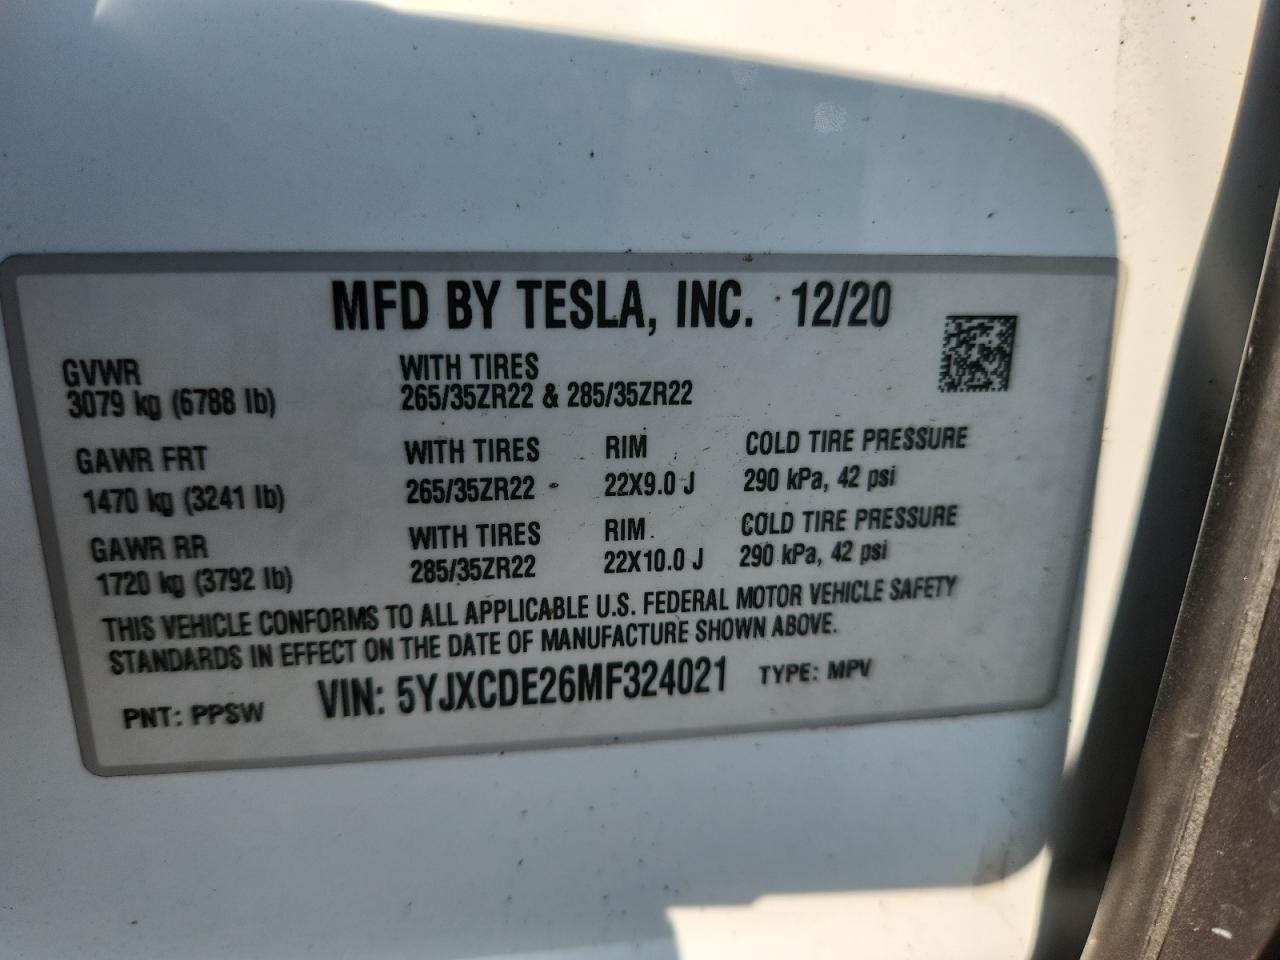 MFD BY TESLA, INC. 12/20
GVWR
3079 kg (6788 lb)
WITH TIRES
265/35ZR22 & 285/35ZR22
GAWR FRT
1470 kg (3241 lb)
WITH TIRES
265/35ZR22
RIM
22X9.0 J
COLD TIRE PRESSURE
290 kPa, 42 psi
GAWR RR
1720 kg (3792 lb)
WITH TIRES
285/35ZR22
RIM
22X10.0 J
COLD TIRE PRESSURE
290 kPa, 42 psi
THIS VEHICLE CONFORMS TO ALL APPLICABLE U.S. FEDERAL MOTOR VEHICLE SAFETY
STANDARDS IN EFFECT ON THE DATE OF MANUFACTURE SHOWN ABOVE.
PNT: PPSW VIN: 5YJXCDE26MF324021 TYPE: MPV